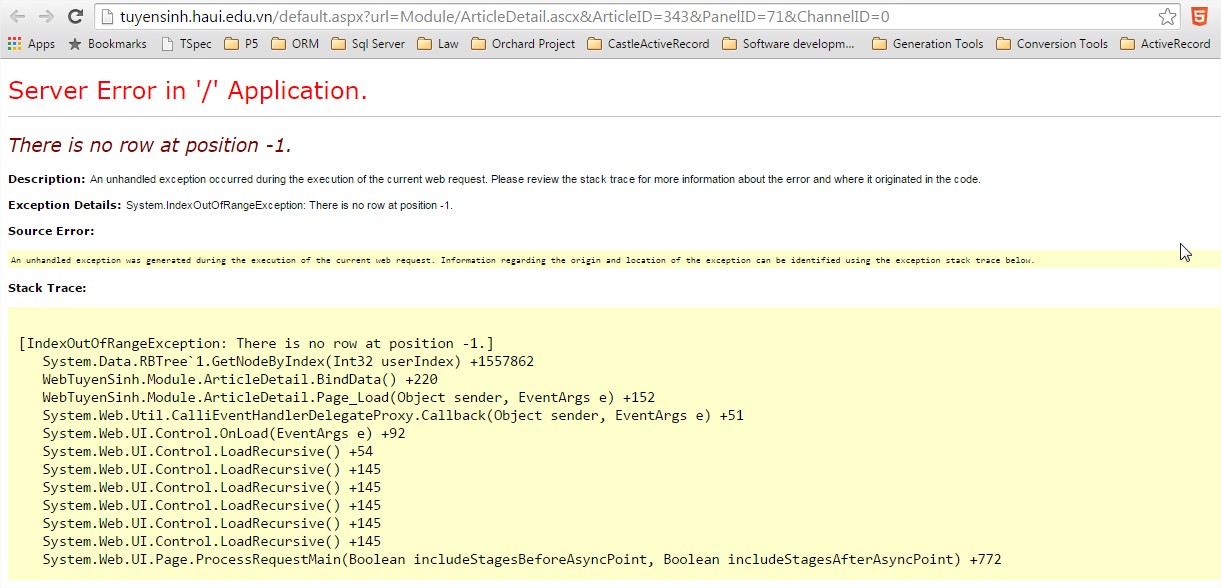 tuyensinh.haui.edu.vn/default.aspx?url=Module/ArticleDetail.ascx&ArticleID=343&PanelID=71&ChannelID=0
Apps Bookmarks TSpec P5 ORM Sql Server Law Orchard Project CastleActiveRecord Software developm... Generation Tools Conversion Tools ActiveRecord
Server Error in '/' Application.
There is no row at position -1.
Description: An unhandled exception occurred during the execution of the current web request. Please review the stack trace for more information about the error and where it originated in the code.
Exception Details: System.IndexOutOfRangeException: There is no row at position -1.
Source Error:
An unhandled exception was generated during the execution of the current web request. Information regarding the origin and location of the exception can be identified using the exception stack trace below.
Stack Trace:
[IndexOutOfRangeException: There is no row at position -1.]
System.Data.RBTree`1.GetNodeByIndex(Int32 userIndex) +1557862
WebTuyenSinh.Module.ArticleDetail.BindData() +220
WebTuyenSinh.Module.ArticleDetail.Page_Load(Object sender, EventArgs e) +152
System.Web.Util.CalliEventHandlerDelegateProxy.Callback(Object sender, EventArgs e) +51
System.Web.UI.Control.OnLoad(EventArgs e) +92
System.Web.UI.Control.LoadRecursive() +54
System.Web.UI.Control.LoadRecursive() +145
System.Web.UI.Control.LoadRecursive() +145
System.Web.UI.Control.LoadRecursive() +145
System.Web.UI.Control.LoadRecursive() +145
System.Web.UI.Control.LoadRecursive() +145
System.Web.UI.Page.ProcessRequestMain(Boolean includeStagesBeforeAsyncPoint, Boolean includeStagesAfterAsyncPoint) +772